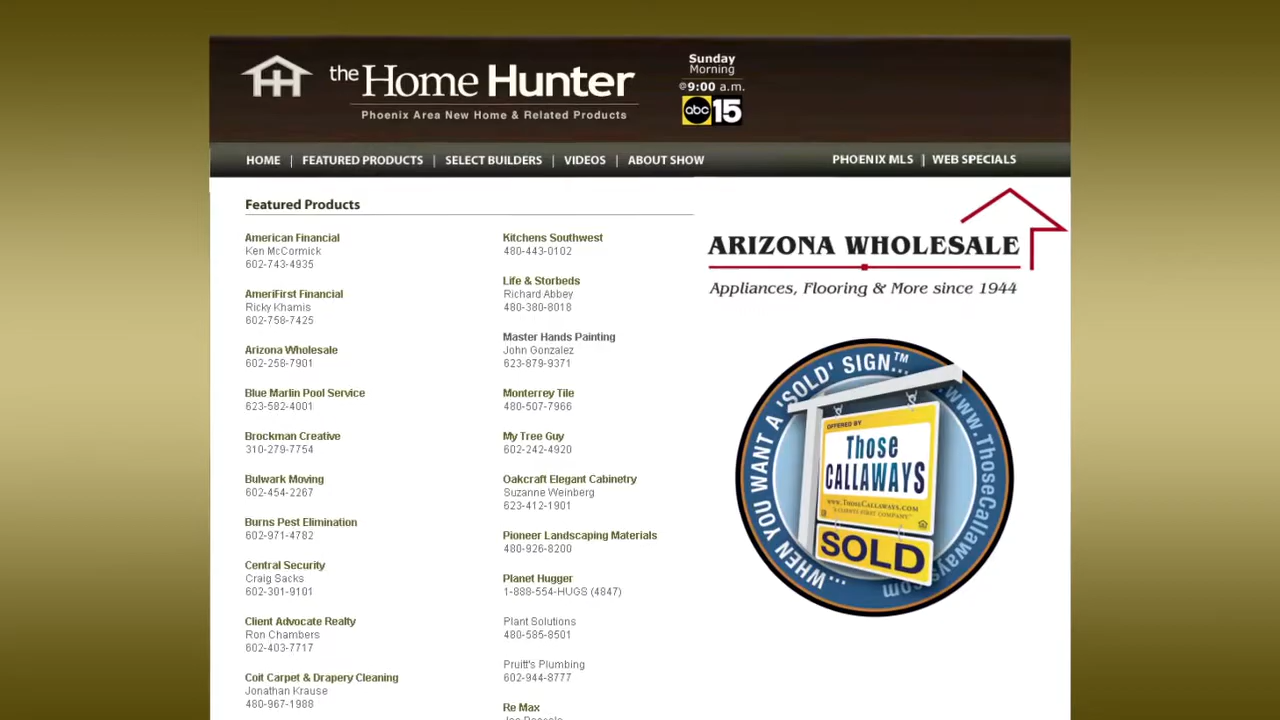 the Home Hunter
Phoenix Area New Home & Related Products
Sunday
Morning
@9:00 a.m.
abc 15
HOME | FEATURED PRODUCTS | SELECT BUILDERS | VIDEOS | ABOUT SHOW
PHOENIX MLS | WEB SPECIALS
Featured Products
American Financial
Ken McCormick
602-743-4935
AmeriFirst Financial
Ricky Khamis
602-758-7425
Arizona Wholesale
602-258-7901
Blue Marlin Pool Service
623-582-4001
Brockman Creative
310-279-7754
Bulwark Moving
602-454-2267
Burns Pest Elimination
602-971-4782
Central Security
Craig Sacks
602-301-9101
Client Advocate Realty
Ron Chambers
602-403-7717
Coit Carpet & Drapery Cleaning
Jonathan Krause
480-967-1988
Kitchens Southwest
480-443-0102
Life & Storbeds
Richard Abbey
480-380-8018
Master Hands Painting
John Gonzalez
623-879-9371
Monterrey Tile
480-507-7966
My Tree Guy
602-242-4920
Oakcraft Elegant Cabinetry
Suzanne Weinberg
623-412-1901
Pioneer Landscaping Materials
480-926-8200
Planet Hugger
1-888-554-HUGS (4847)
Plant Solutions
480-585-8501
Pruitt's Plumbing
602-944-8777
Re Max
ARIZONA WHOLESALE
Appliances, Flooring & More since 1944
WHEN YOU WANT A 'SOLD' SIGN™...
...www.ThoseCallaways.com
OFFERED BY
Those
CALLAWAYS
www.ThoseCallaways.com
"A CLIENTS FIRST COMPANY"
SOLD